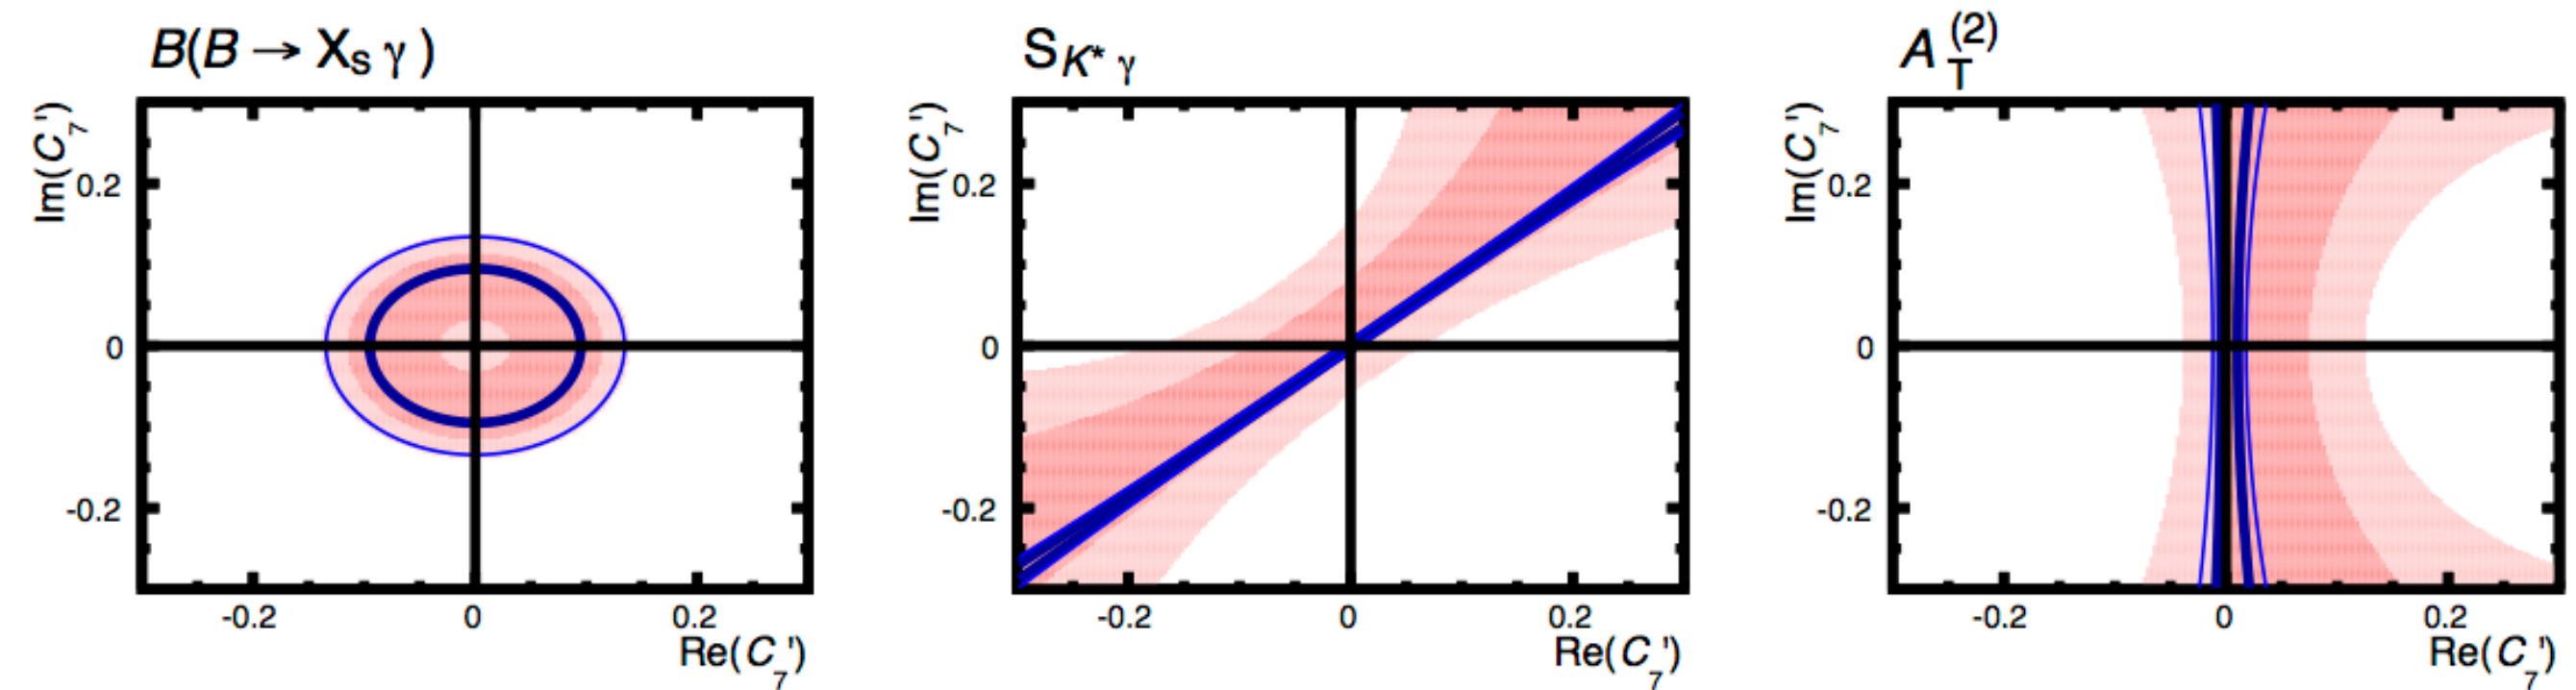 B(B → Xs γ)
Im(C7')
0.2
0
-0.2
-0.2 0 0.2
Re(C7')
SK* γ
Im(C7')
0.2
0
-0.2
-0.2 0 0.2
Re(C7')
A T (2)
Im(C7')
0.2
0
-0.2
-0.2 0 0.2
Re(C7')